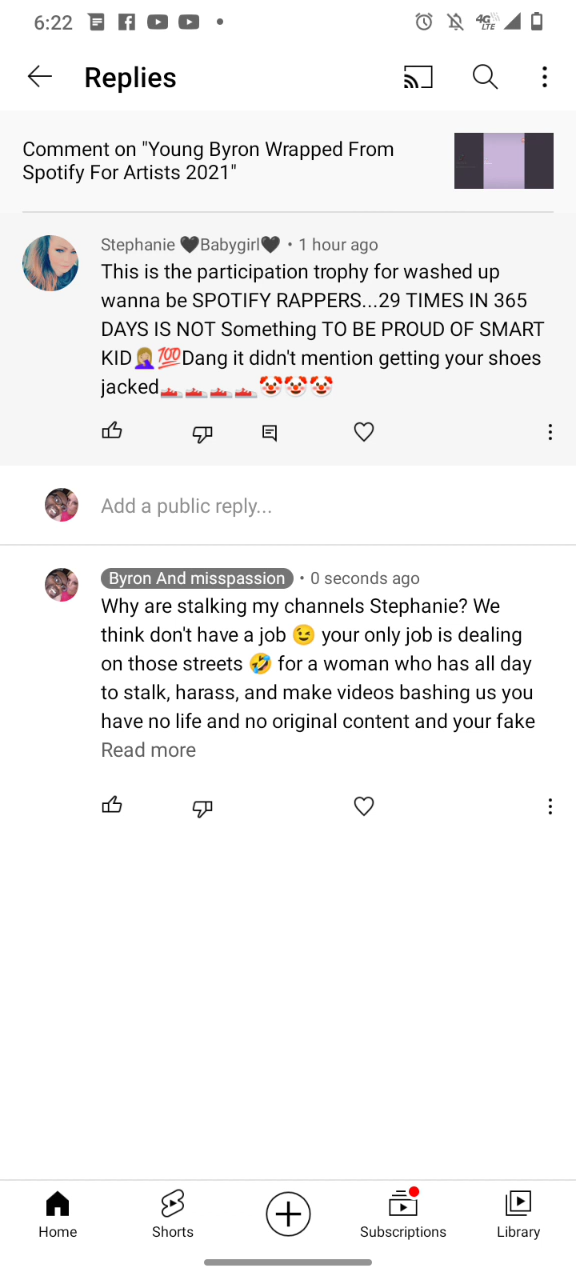 6:22
4G
LTE
Replies
Comment on "Young Byron Wrapped From
Spotify For Artists 2021"
Stephanie 🖤Babygirl🖤 • 1 hour ago
This is the participation trophy for washed up
wanna be SPOTIFY RAPPERS...29 TIMES IN 365
DAYS IS NOT Something TO BE PROUD OF SMART
KID🤦🏼‍♀️💯Dang it didn't mention getting your shoes
jacked👟👟👟👟🤡🤡🤡
Add a public reply...
Byron And misspassion • 0 seconds ago
Why are stalking my channels Stephanie? We
think don't have a job 😉 your only job is dealing
on those streets 🤣 for a woman who has all day
to stalk, harass, and make videos bashing us you
have no life and no original content and your fake
Read more
Home
Shorts
Subscriptions
Library